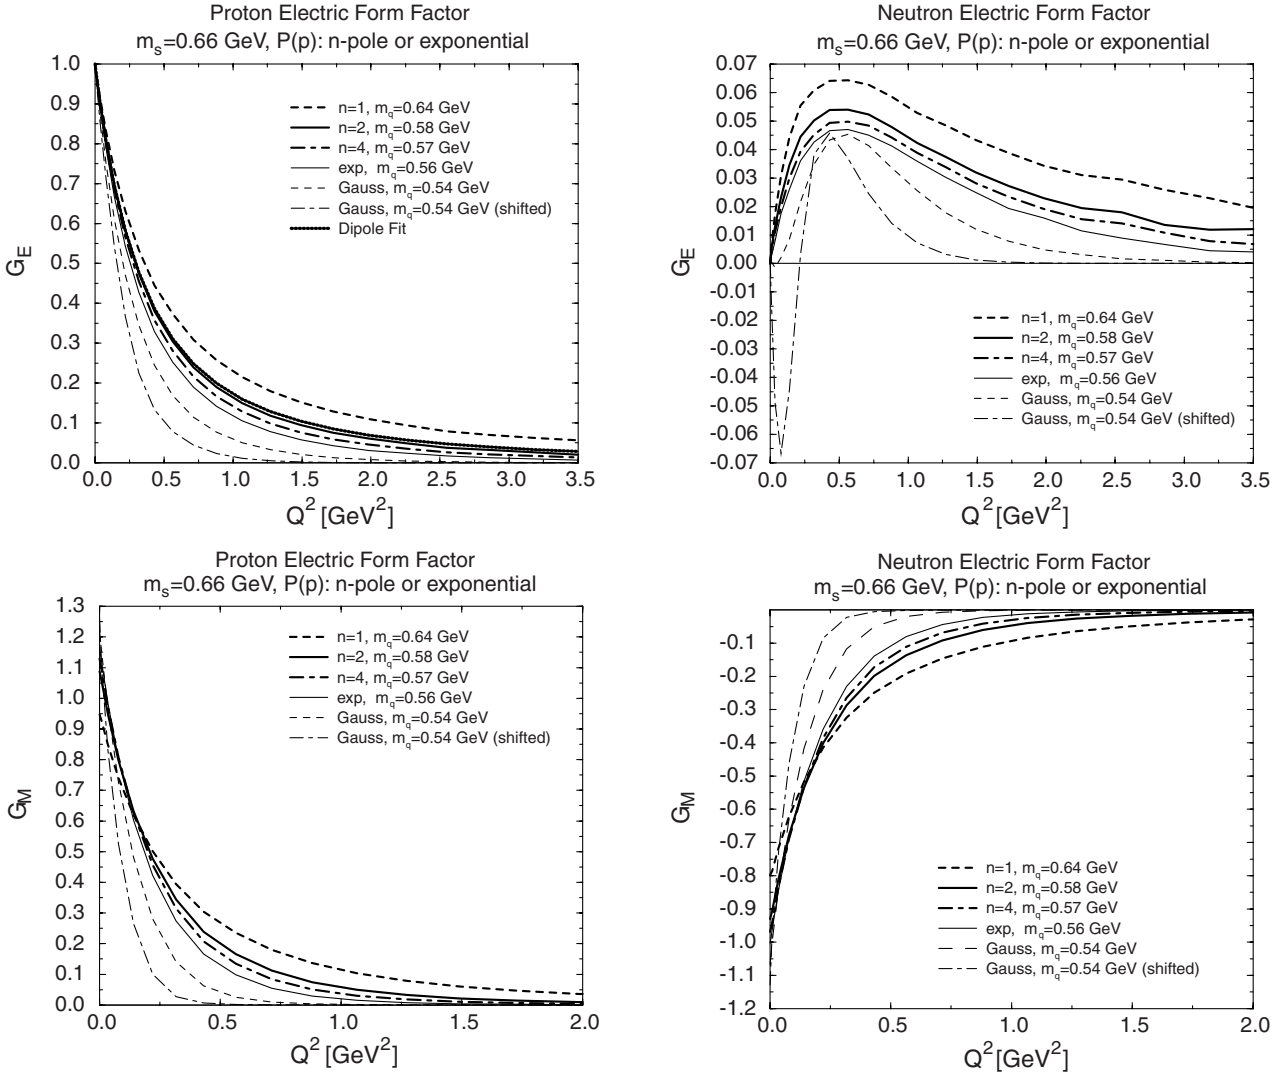 Proton Electric Form Factor
mₛ=0.66 GeV, P(p): n-pole or exponential
1.0
0.9
0.8
0.7
0.6
0.5
0.4
0.3
0.2
0.1
0.0
G_E
n=1, m_q=0.64 GeV
n=2, m_q=0.58 GeV
n=4, m_q=0.57 GeV
exp, m_q=0.56 GeV
Gauss, m_q=0.54 GeV
Gauss, m_q=0.54 GeV (shifted)
Dipole Fit
0.0 0.5 1.0 1.5 2.0 2.5 3.0 3.5
Q² [GeV²]
Neutron Electric Form Factor
mₛ=0.66 GeV, P(p): n-pole or exponential
0.07
0.06
0.05
0.04
0.03
0.02
0.01
0.00
-0.01
-0.02
-0.03
-0.04
-0.05
-0.06
-0.07
G_E
n=1, m_q=0.64 GeV
n=2, m_q=0.58 GeV
n=4, m_q=0.57 GeV
exp, m_q=0.56 GeV
Gauss, m_q=0.54 GeV
Gauss, m_q=0.54 GeV (shifted)
0.0 0.5 1.0 1.5 2.0 2.5 3.0 3.5
Q² [GeV²]
Proton Electric Form Factor
mₛ=0.66 GeV, P(p): n-pole or exponential
1.3
1.2
1.1
1.0
0.9
0.8
0.7
0.6
0.5
0.4
0.3
0.2
0.1
0.0
G_M
n=1, m_q=0.64 GeV
n=2, m_q=0.58 GeV
n=4, m_q=0.57 GeV
exp, m_q=0.56 GeV
Gauss, m_q=0.54 GeV
Gauss, m_q=0.54 GeV (shifted)
0.0 0.5 1.0 1.5 2.0
Q² [GeV²]
Neutron Electric Form Factor
mₛ=0.66 GeV, P(p): n-pole or exponential
-0.1
-0.2
-0.3
-0.4
-0.5
-0.6
-0.7
-0.8
-0.9
-1.0
-1.1
-1.2
G_M
n=1, m_q=0.64 GeV
n=2, m_q=0.58 GeV
n=4, m_q=0.57 GeV
exp, m_q=0.56 GeV
Gauss, m_q=0.54 GeV
Gauss, m_q=0.54 GeV (shifted)
0.0 0.5 1.0 1.5 2.0
Q² [GeV²]